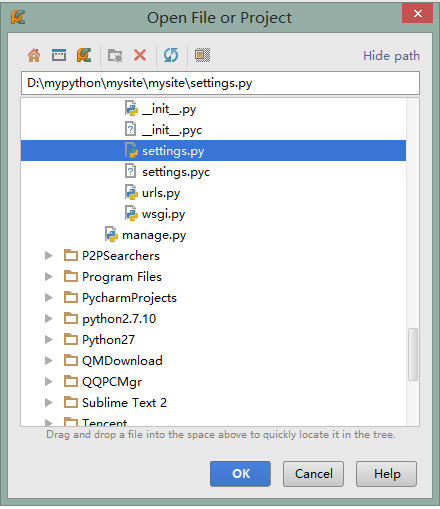 Open File or Project
Hide path
D:\mypython\mysite\mysite\settings.py
__init__.py
__init__.pyc
settings.py
settings.pyc
urls.py
wsgi.py
manage.py
P2PSearchers
Program Files
PycharmProjects
python2.7.10
Python27
QMDownload
QQPCMgr
Sublime Text 2
Tencent
Drag and drop a file into the space above to quickly locate it in the tree.
OK
Cancel
Help